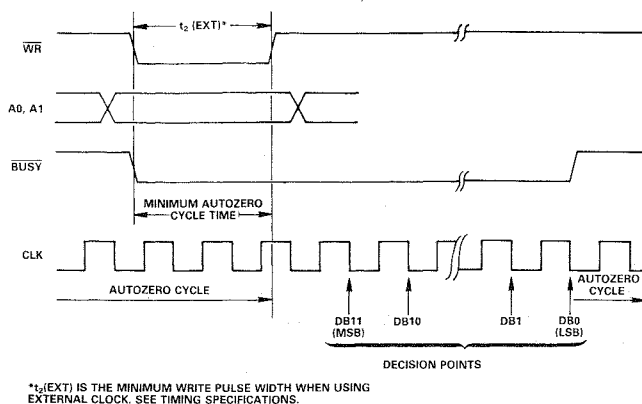 t₂ (EXT)*
WR
A0, A1
BUSY
MINIMUM AUTOZERO
CYCLE TIME
CLK
AUTOZERO CYCLE
AUTOZERO
CYCLE
DB11
(MSB)
DB10
DB1
DB0
(LSB)
DECISION POINTS
*t₂(EXT) IS THE MINIMUM WRITE PULSE WIDTH WHEN USING
EXTERNAL CLOCK. SEE TIMING SPECIFICATIONS.